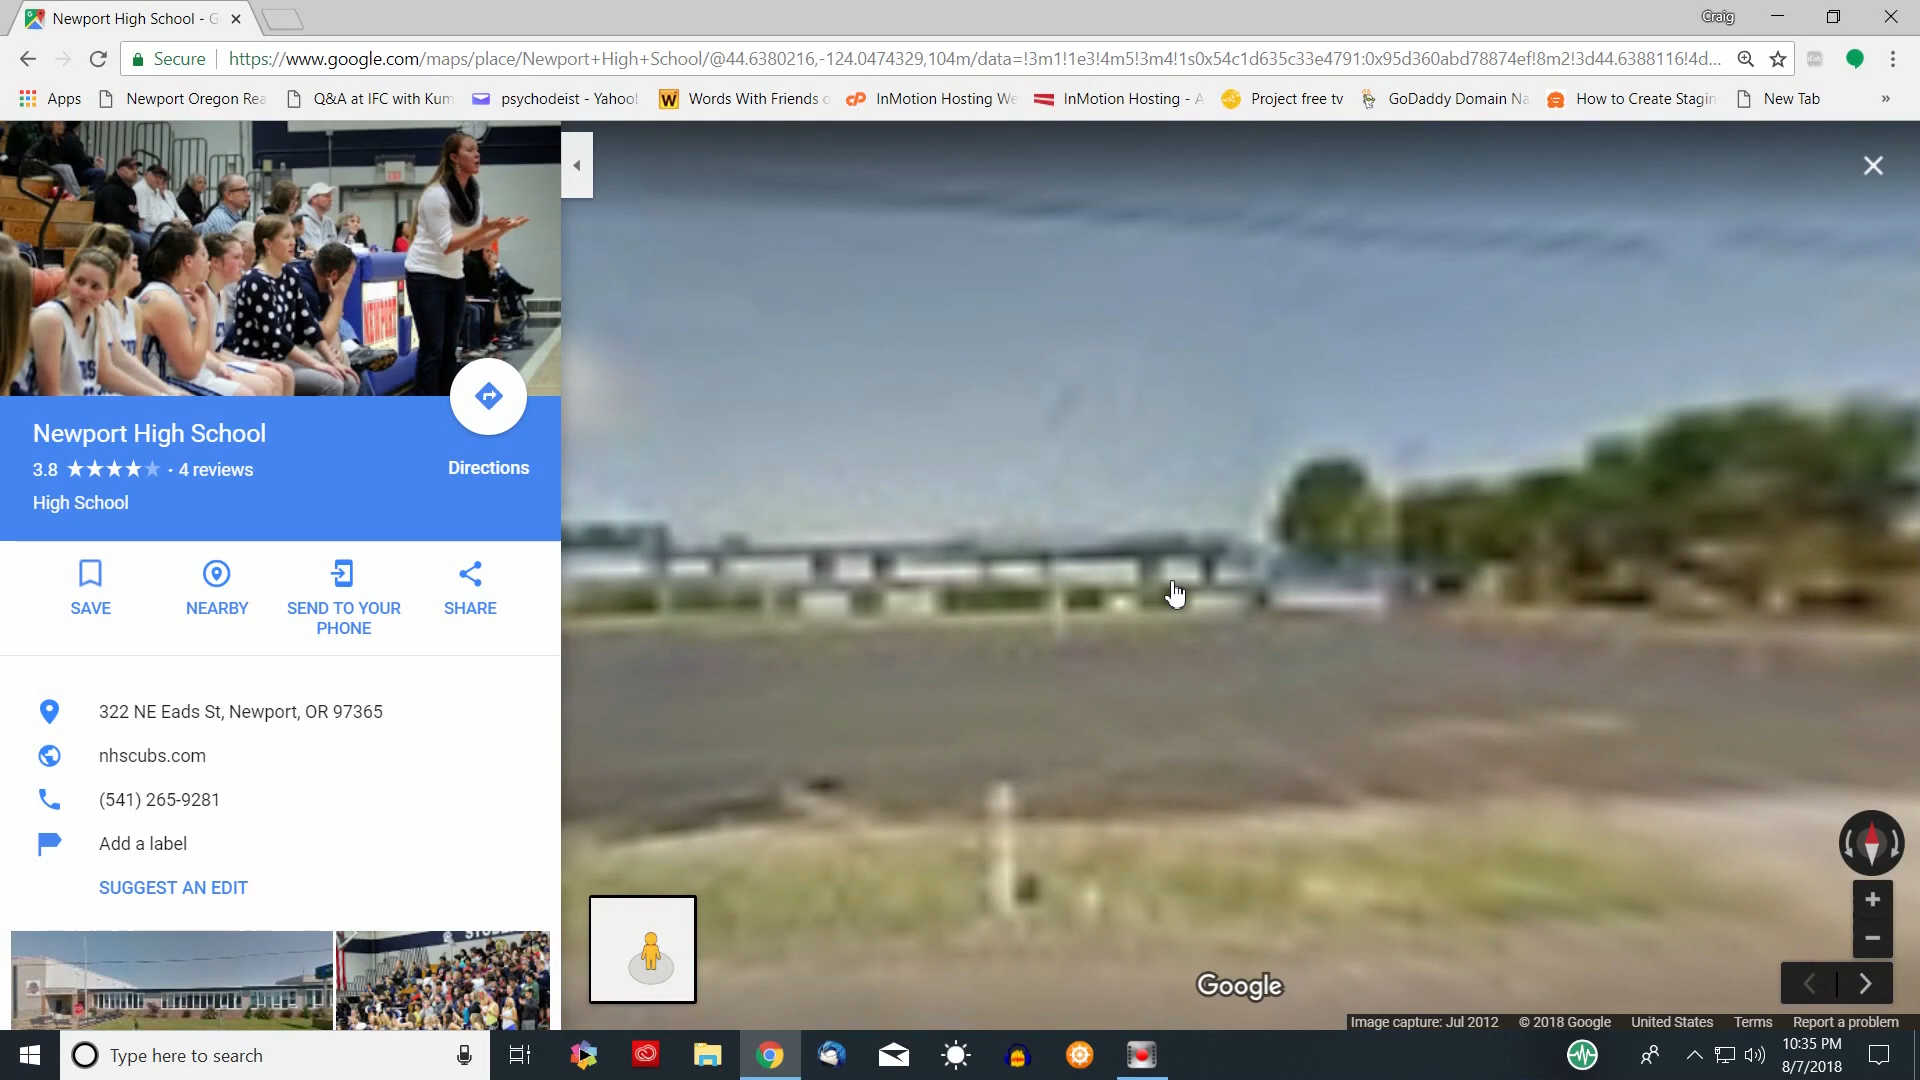 Newport High School - G
Craig
Secure
https://www.google.com/maps/place/Newport+High+School/@44.6380216,-124.0474329,104m/data=!3m1!1e3!4m5!3m4!1s0x54c1d635c33e4791:0x95d360abd78874ef!8m2!3d44.6388116!4d...
Apps
Newport Oregon Rea
Q&A at IFC with Kum
psychodeist - Yahoo!
Words With Friends
InMotion Hosting We
InMotion Hosting - A
Project free tv
GoDaddy Domain Na
How to Create Stagin
New Tab
»
Newport High School
3.8 · 4 reviews
Directions
High School
SAVE
NEARBY
SEND TO YOUR
PHONE
SHARE
322 NE Eads St, Newport, OR 97365
nhscubs.com
(541) 265-9281
Add a label
SUGGEST AN EDIT
Google
Image capture: Jul 2012 © 2018 Google United States Terms Report a problem
Type here to search
10:35 PM
8/7/2018